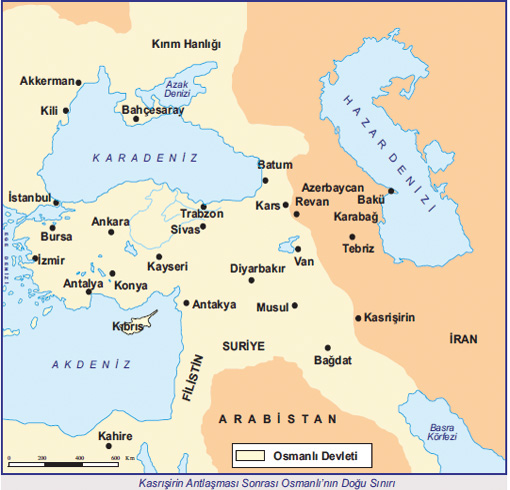 Kırım Hanlığı
Akkerman
Azak
Denizi
Kili
Bahçesaray
HAZAR DENİZİ
KARADENİZ
Batum
Azerbaycan
İstanbul
Kars
Revan
Bakü
Trabzon
Karabağ
Bursa
Ankara
Sivas
Tebriz
EGE DENİZİ
İzmir
Kayseri
Van
Diyarbakır
Antalya
Konya
Antakya
Musul
Kasrışirin
Kıbrıs
İRAN
SURİYE
AKDENİZ
Bağdat
FİLİSTİN
ARABİSTAN
Basra
Körfezi
Kahire
Osmanlı Devleti
0 200 400 600 Km
Kasrışirin Antlaşması Sonrası Osmanlı'nın Doğu Sınırı